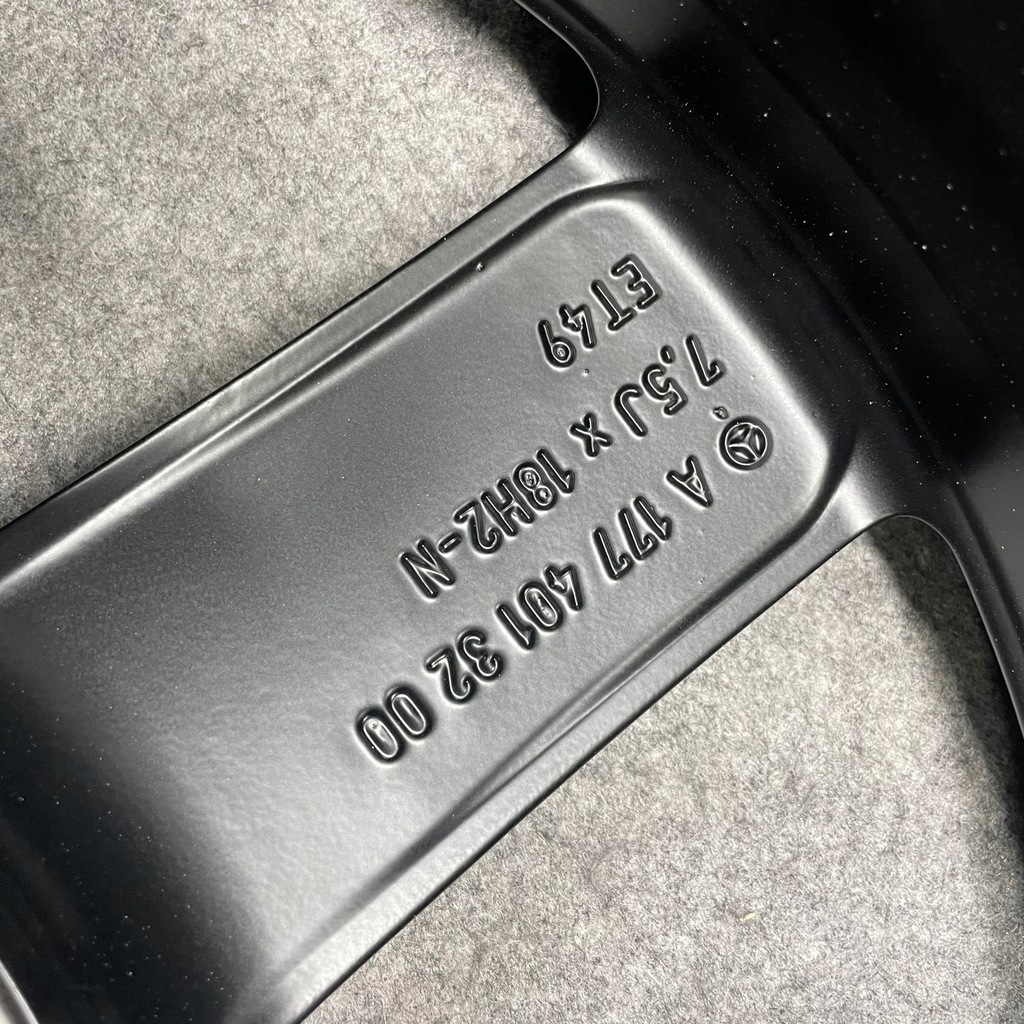 A 177 401 32 00
7,5J x 18H2-N
ET49